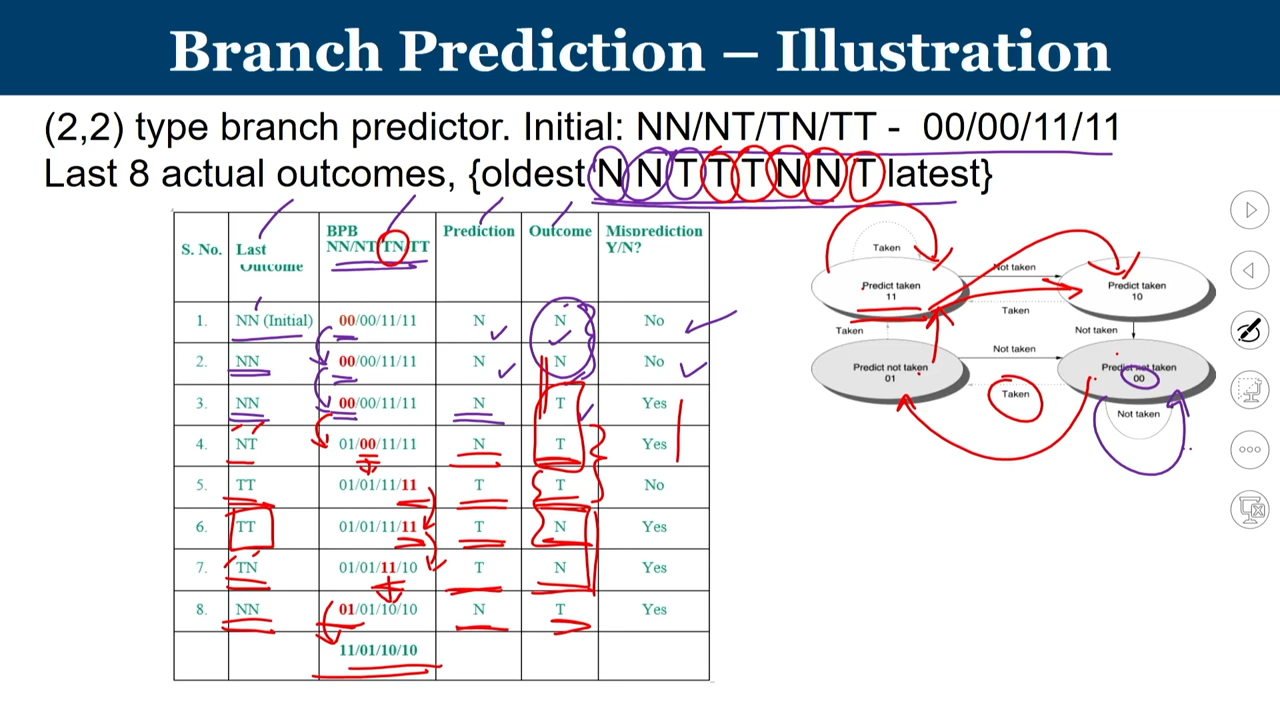 Branch Prediction – Illustration
(2,2) type branch predictor. Initial: NN/NT/TN/TT - 00/00/11/11
Last 8 actual outcomes, {oldest N N T T T N N T latest}
S. No. Last Outcome BPB NN/NT/TN/TT Prediction Outcome Misprediction Y/N?
1. NN (Initial) 00/00/11/11 N N No
2. NN 00/00/11/11 N N No
3. NN 00/00/11/11 N T Yes
4. NT 01/00/11/11 N T Yes
5. TT 01/01/11/11 T T No
6. TT 01/01/11/11 T N Yes
7. TN 01/01/11/10 T N Yes
8. NN 01/01/10/10 N T Yes
11/01/10/10
Taken
Not taken
Predict taken
11
Predict taken
10
Taken
Taken
Not taken
Not taken
Predict not taken
01
Predict not taken
00
Taken
Not taken